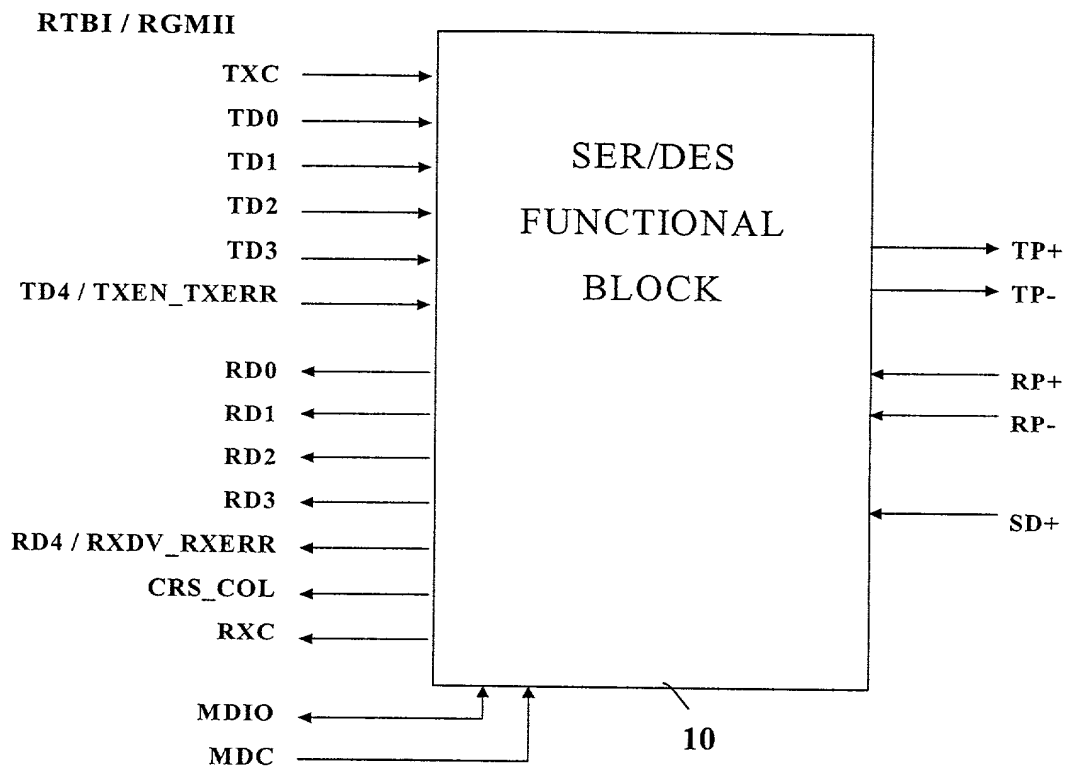 RTBI / RGMII
TXC
TD0
TD1
TD2
TD3
TD4 / TXEN_TXERR
RD0
RD1
RD2
RD3
RD4 / RXDV_RXERR
CRS_COL
RXC
MDIO
MDC
SER/DES
FUNCTIONAL
BLOCK
TP+
TP-
RP+
RP-
SD+
10